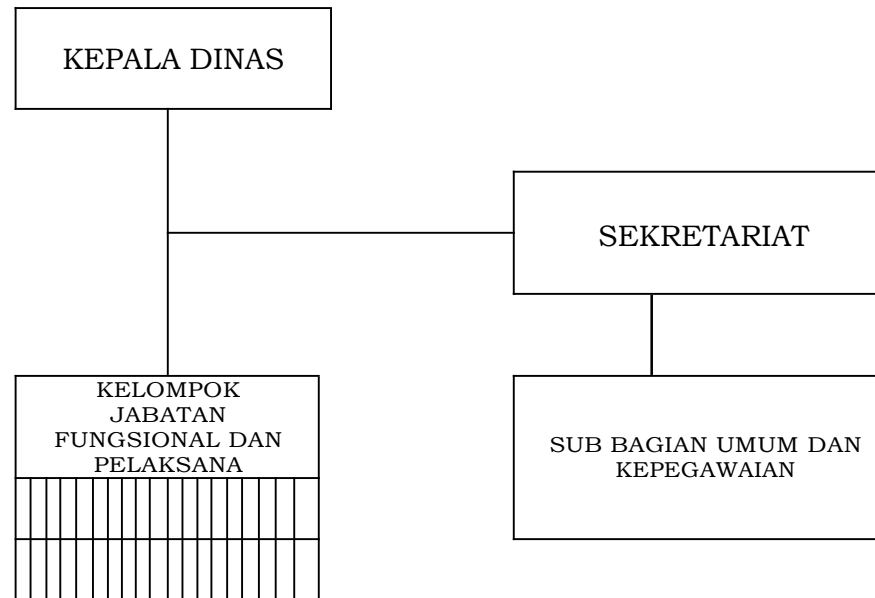 KEPALA DINAS
SEKRETARIAT
KELOMPOK
JABATAN
FUNGSIONAL DAN
PELAKSANA
SUB BAGIAN UMUM DAN
KEPEGAWAIAN